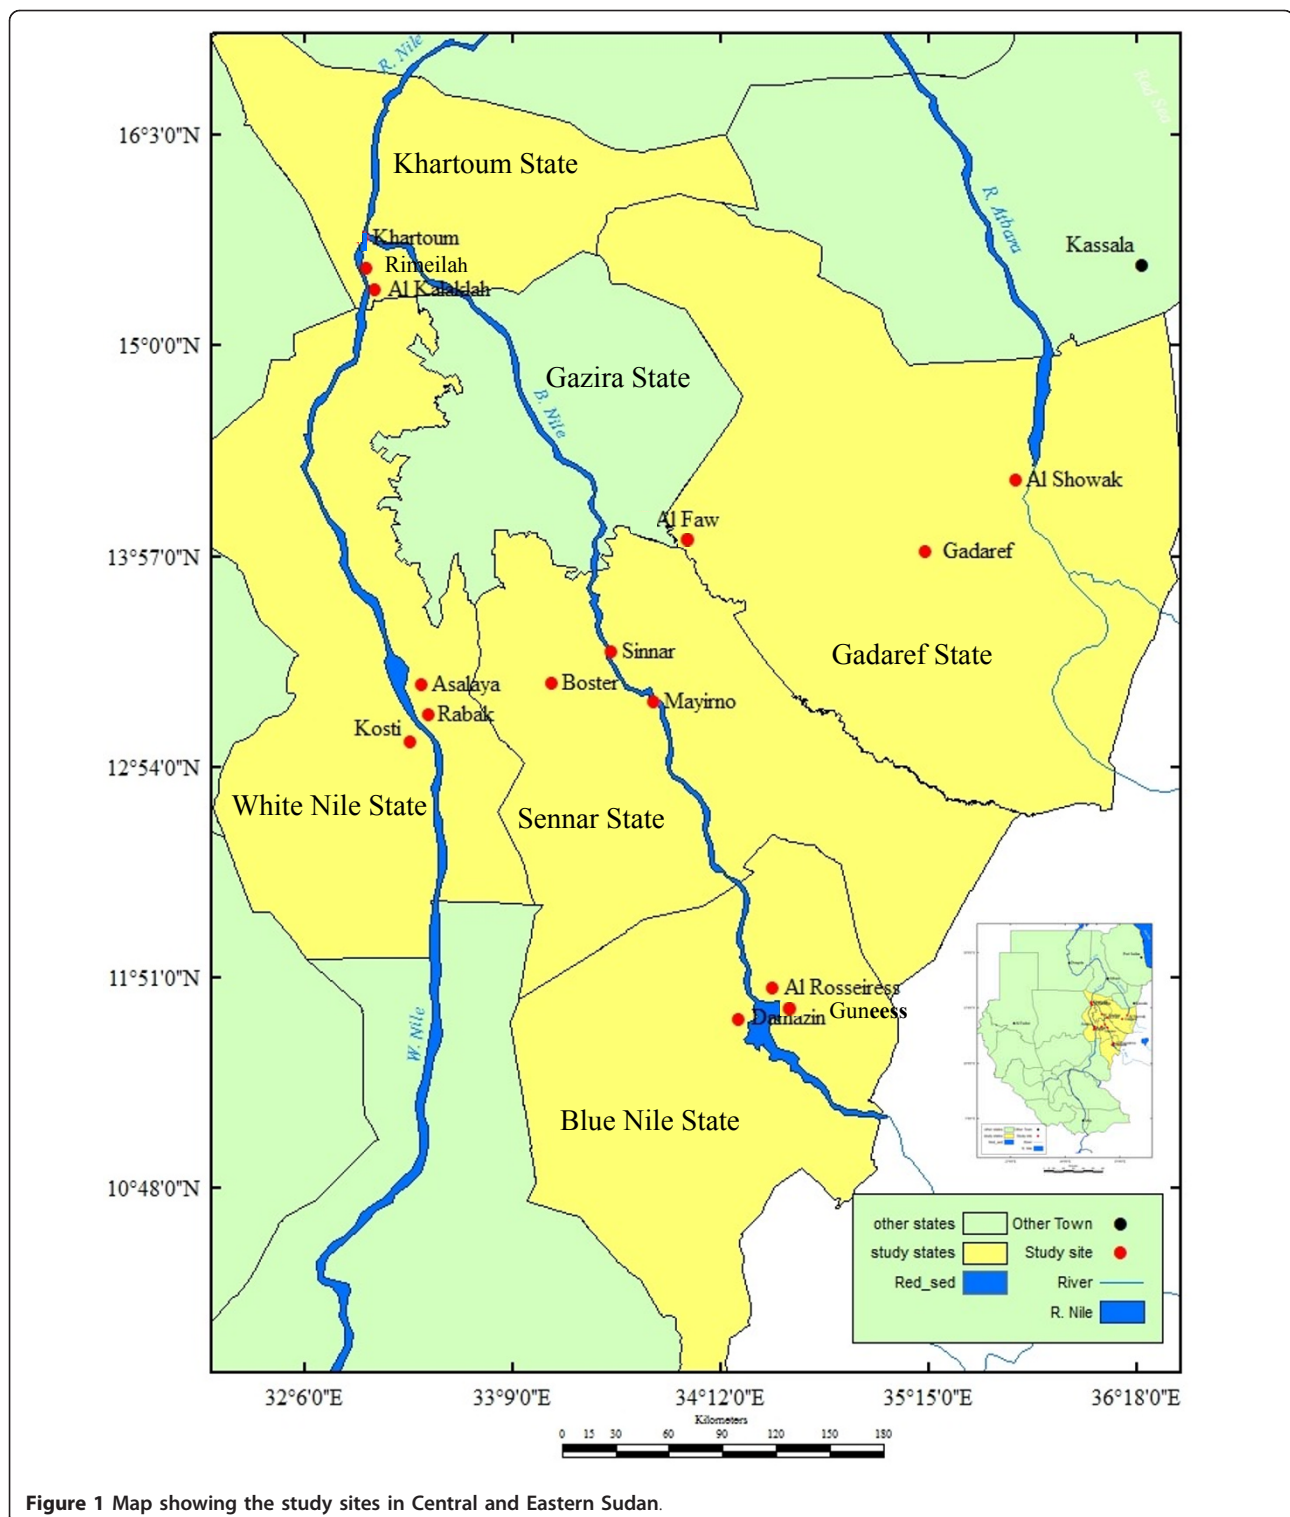 R. Nile
Red Sea
16°3'0"N
Khartoum State
R. Atbara
Khartoum
Kassala
Rimeilah
Al Kalaklah
15°0'0"N
Gazira State
B. Nile
Al Showak
Al Faw
13°57'0"N
Gadaref
Sinnar
Gadaref State
Asalaya
Boster
Mayirno
Rabak
Kosti
12°54'0"N
White Nile State
Sennar State
11°51'0"N
Al Rosseiress
Guneess
Damazin
W. Nile
Blue Nile State
10°48'0"N
other states Other Town
study states Study site
Red_sed River
R. Nile
32°6'0"E 33°9'0"E 34°12'0"E 35°15'0"E 36°18'0"E
Kilometers
0 15 30 60 90 120 150 180
Figure 1 Map showing the study sites in Central and Eastern Sudan.